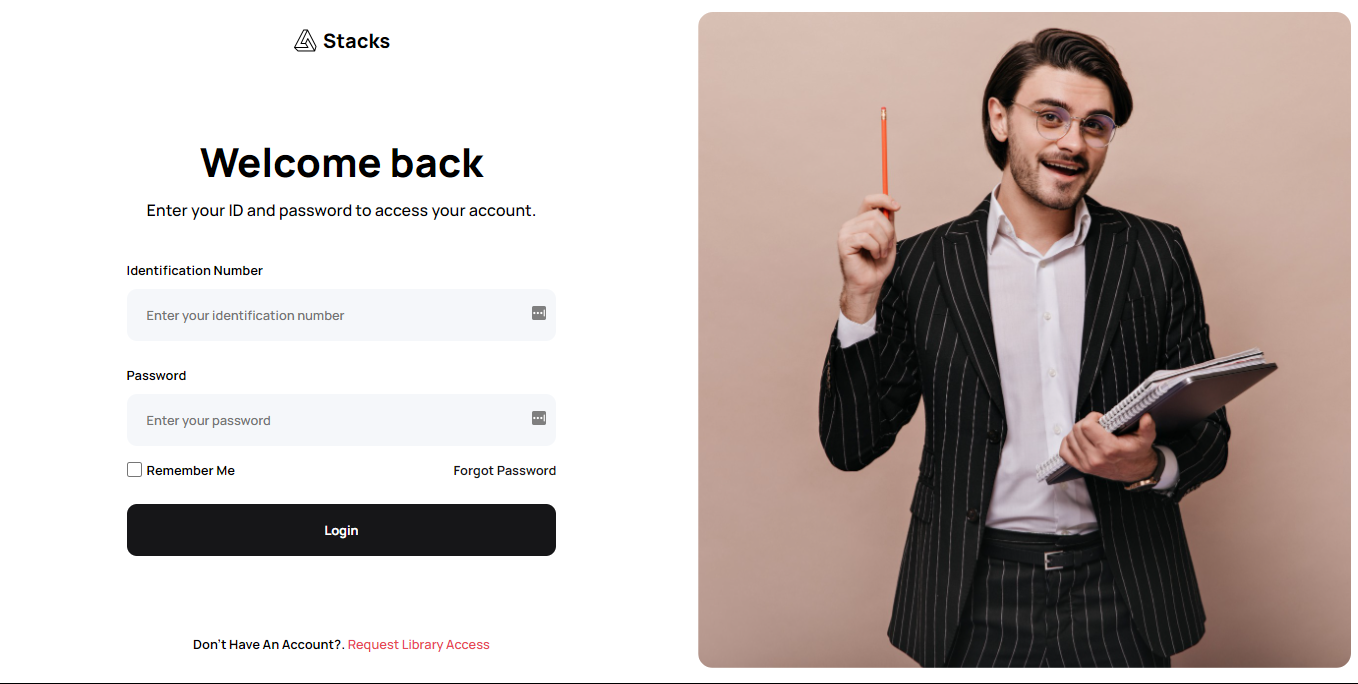 Stacks
Welcome back
Enter your ID and password to access your account.
Identification Number
Enter your identification number
Password
Enter your password
Remember Me
Forgot Password
Login
Don't Have An Account?. Request Library Access